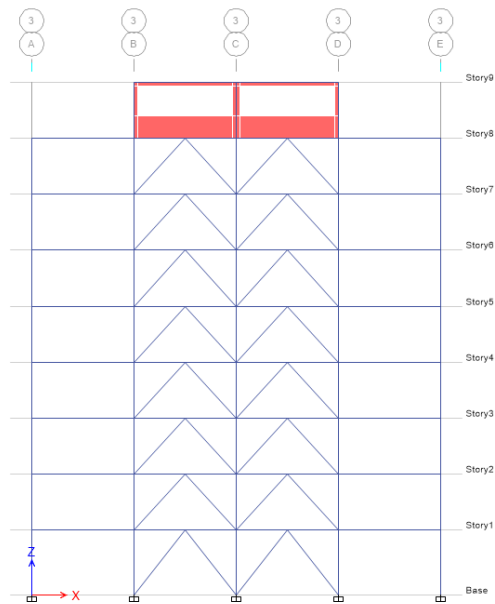 3 3 3 3 3
A B C D E
Story9
Story8
Story7
Story6
Story5
Story4
Story3
Story2
Story1
Z
X
Base